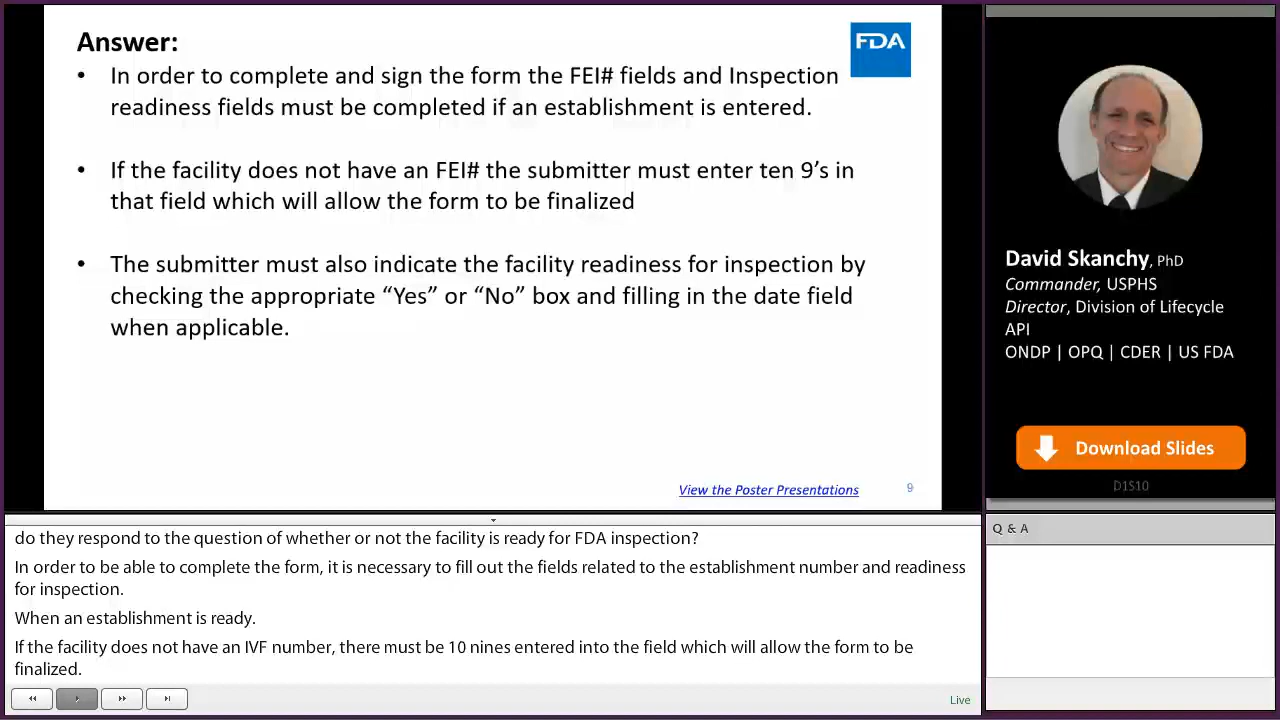 Answer:
FDA
• In order to complete and sign the form the FEI# fields and Inspection
readiness fields must be completed if an establishment is entered.
• If the facility does not have an FEI# the submitter must enter ten 9’s in
that field which will allow the form to be finalized
• The submitter must also indicate the facility readiness for inspection by
checking the appropriate “Yes” or “No” box and filling in the date field
when applicable.
View the Poster Presentations
9
David Skanchy, PhD
Commander, USPHS
Director, Division of Lifecycle
API
ONDP | OPQ | CDER | US FDA
Download Slides
D1S10
do they respond to the question of whether or not the facility is ready for FDA inspection?
In order to be able to complete the form, it is necessary to fill out the fields related to the establishment number and readiness
for inspection.
When an establishment is ready.
If the facility does not have an IVF number, there must be 10 nines entered into the field which will allow the form to be
finalized.
Live
Q & A